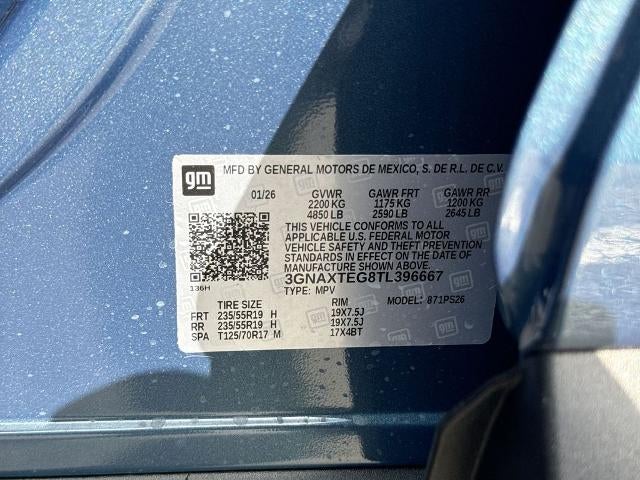 gm
MFD BY GENERAL MOTORS DE MEXICO, S. DE R.L. DE C.V.
01/26 GVWR GAWR FRT GAWR RR
2200 KG 1175 KG 1200 KG
4850 LB 2590 LB 2645 LB
THIS VEHICLE CONFORMS TO ALL
APPLICABLE U.S. FEDERAL MOTOR
VEHICLE SAFETY AND THEFT PREVENTION
STANDARDS IN EFFECT ON THE DATE OF
MANUFACTURE SHOWN ABOVE.
3GNAXTEG8TL396667
136H
TYPE: MPV MODEL: 871PS26
TIRE SIZE RIM
FRT 235/55R19 H 19X7.5J
RR 235/55R19 H 19X7.5J
SPA T125/70R17 M 17X4BT